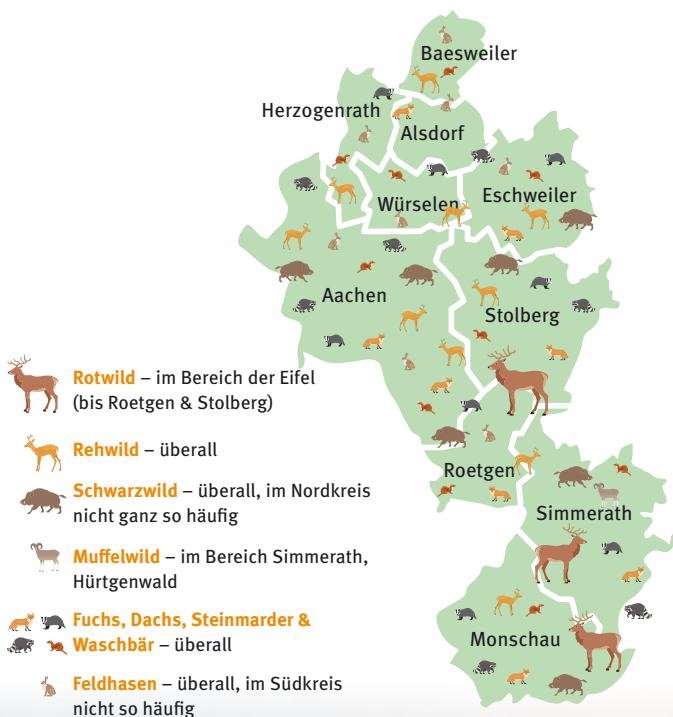 Baesweiler
Herzogenrath
Alsdorf
Würselen
Eschweiler
Aachen
Stolberg
Roetgen
Simmerath
Monschau
Rotwild – im Bereich der Eifel
(bis Roetgen & Stolberg)
Rehwild – überall
Schwarzwild – überall, im Nordkreis
nicht ganz so häufig
Muffelwild – im Bereich Simmerath,
Hürtgenwald
Fuchs, Dachs, Steinmarder &
Waschbär – überall
Feldhasen – überall, im Südkreis
nicht so häufig